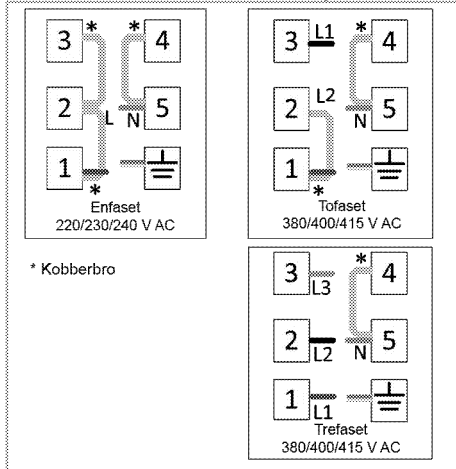 3 * * 4
2 L N 5
1 *
Enfaset
220/230/240 V AC
3 L1 * 4
2 L2 N 5
1 *
Tofaset
380/400/415 V AC
* Kobberbro
3 L3 * 4
2 L2 N 5
1 L1
Trefaset
380/400/415 V AC